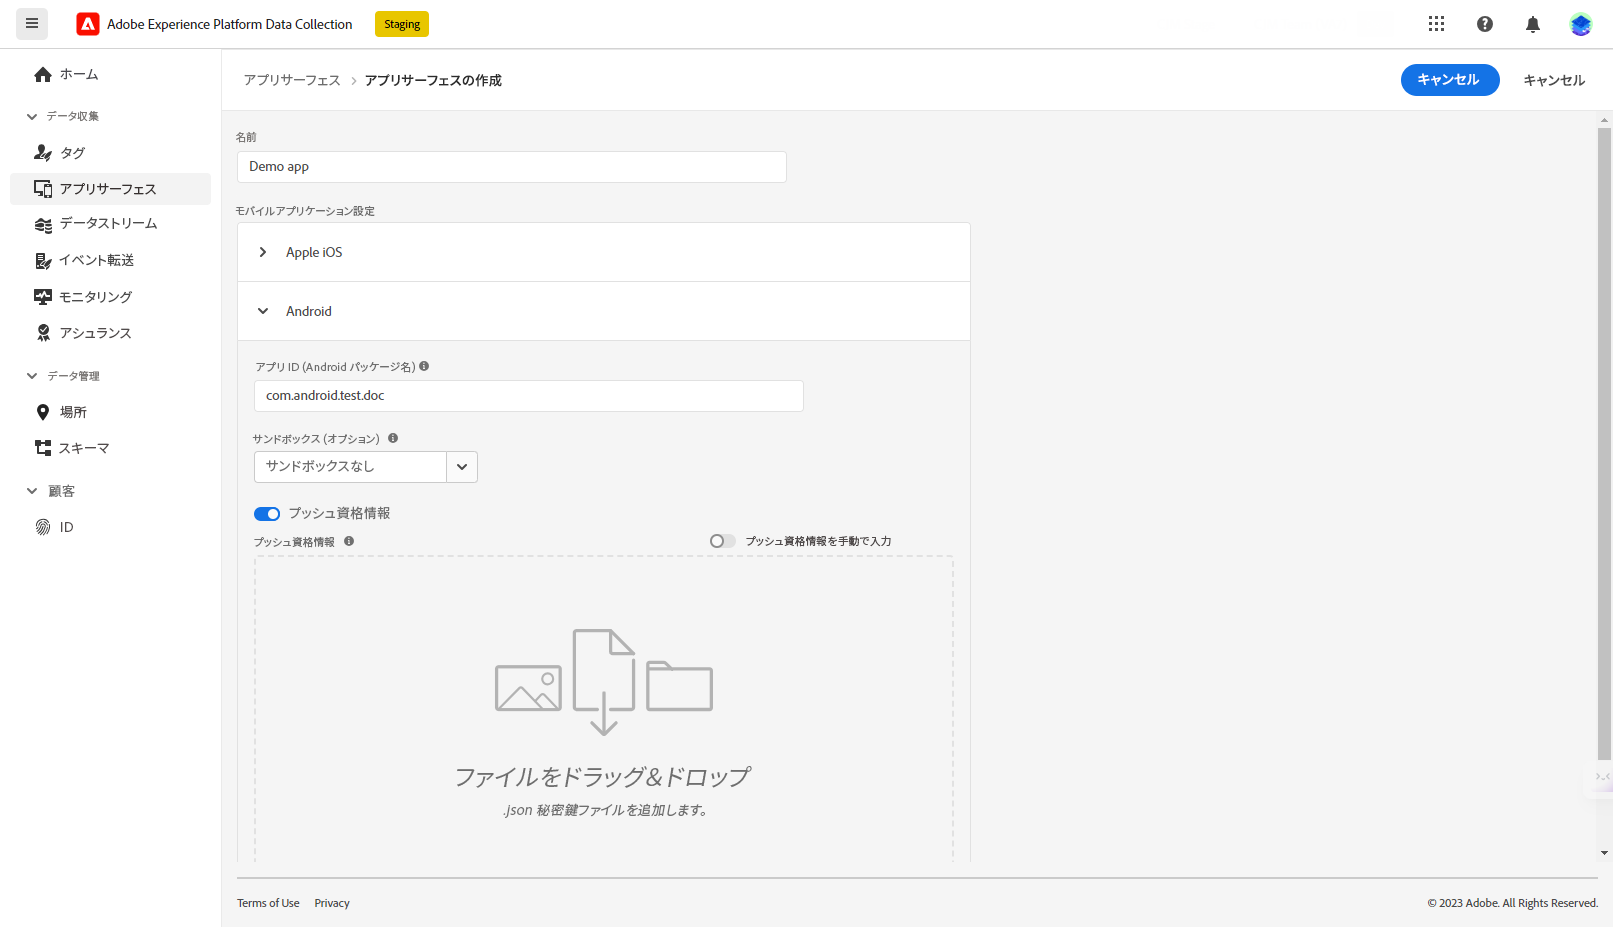 Adobe Experience Platform Data Collection
Staging
ホーム
データ収集
タグ
アプリサーフェス
データストリーム
イベント転送
モニタリング
アシュランス
データ管理
場所
スキーマ
顧客
ID
アプリサーフェス
アプリサーフェスの作成
キャンセル
キャンセル
名前
Demo app
モバイルアプリケーション設定
Apple iOS
Android
アプリ ID (Android パッケージ名)
com.android.test.doc
サンドボックス (オプション)
サンドボックスなし
プッシュ資格情報
プッシュ資格情報
プッシュ資格情報を手動で入力
ファイルをドラッグ&ドロップ
.json 秘密鍵ファイルを追加します。
Terms of Use
Privacy
© 2023 Adobe. All Rights Reserved.